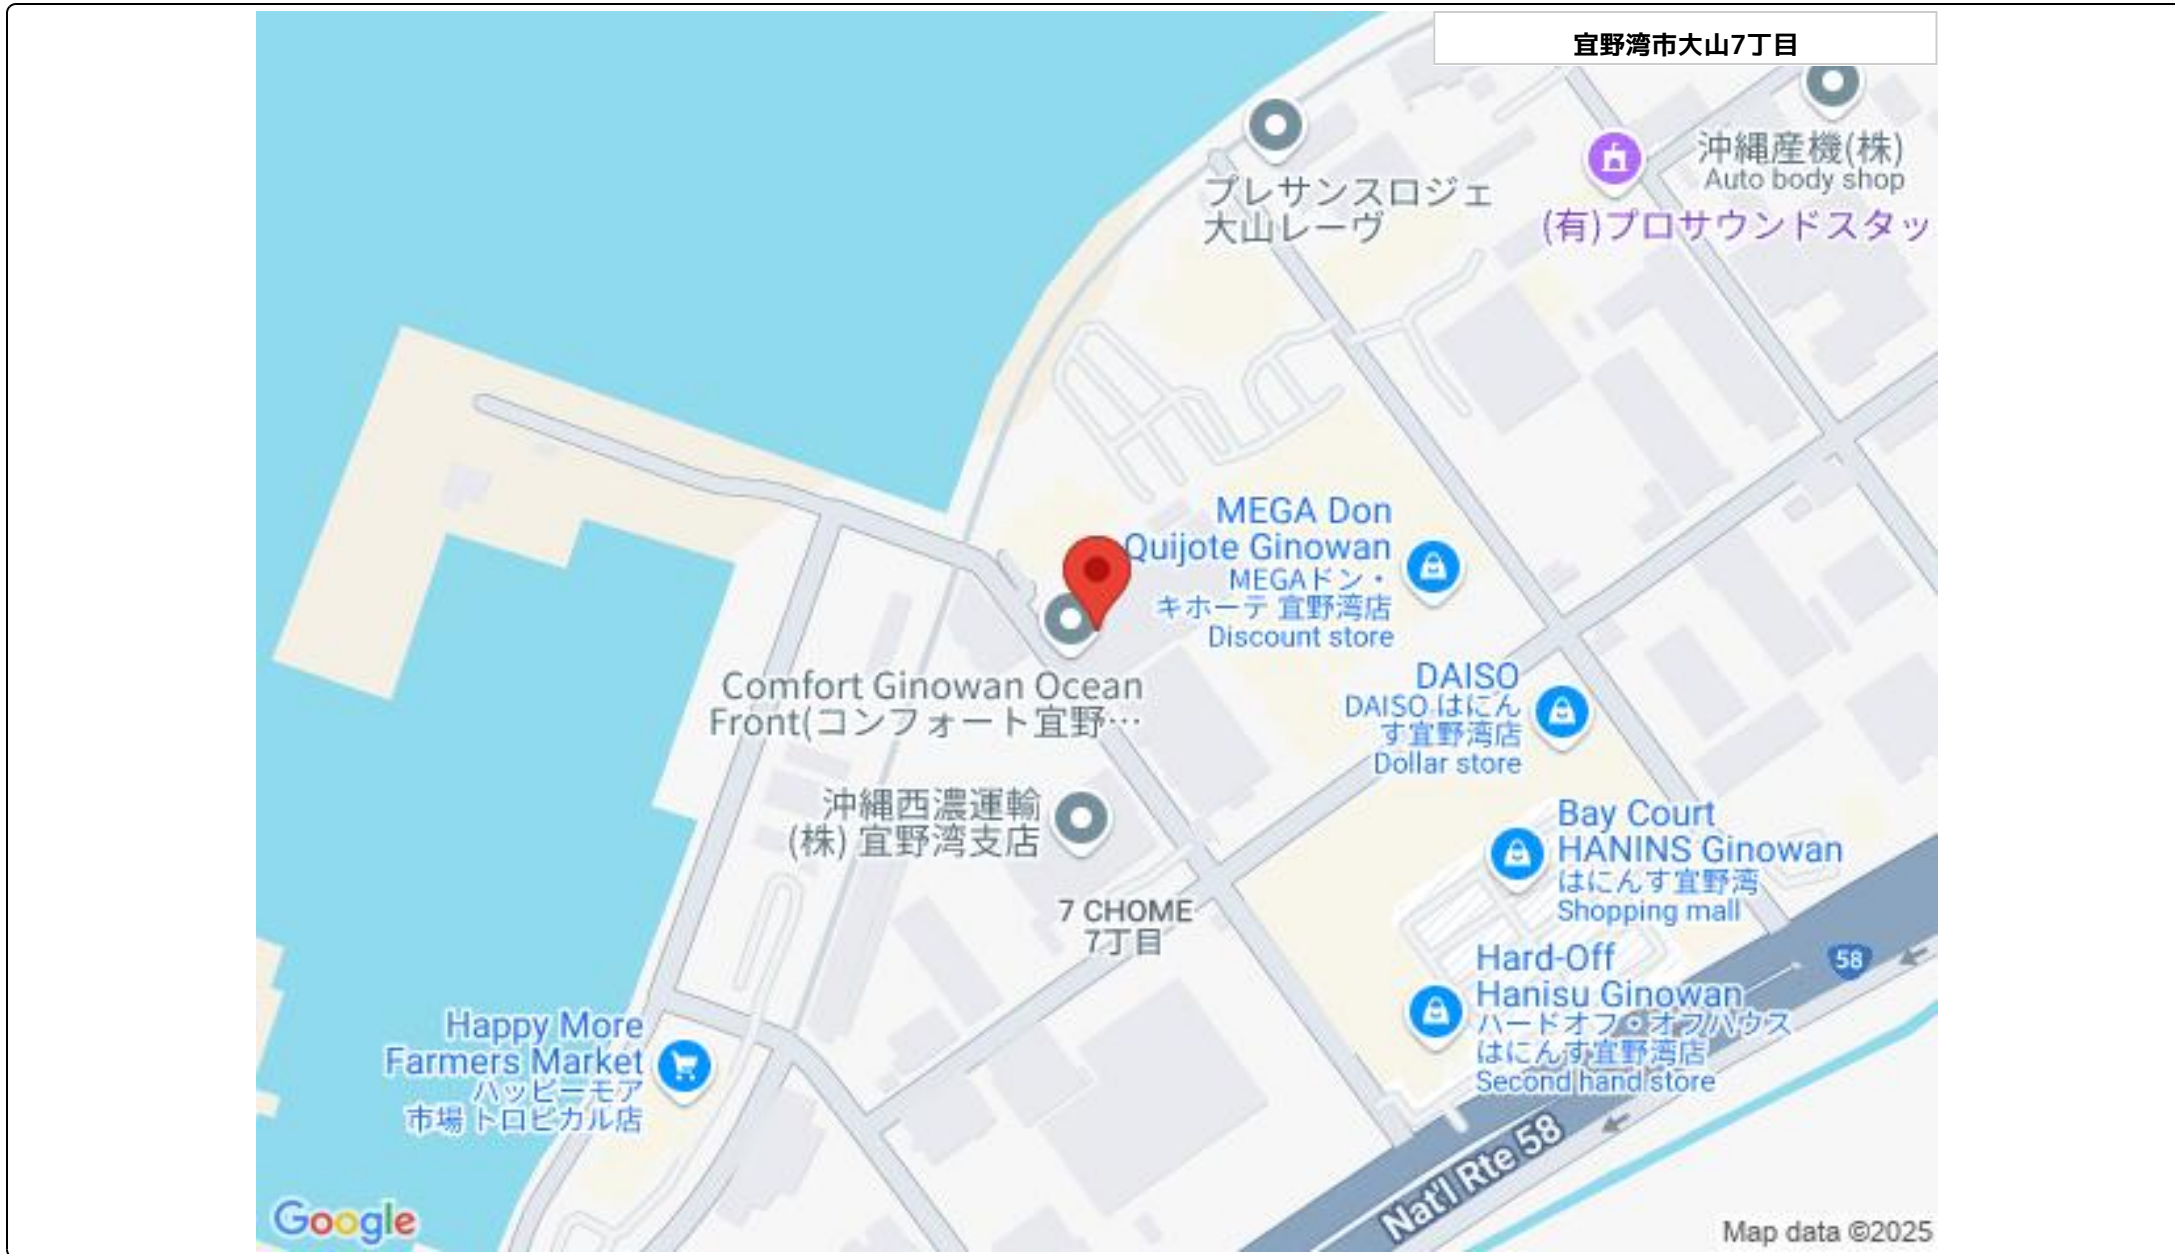 宜野湾市大山7丁目
沖縄産機(株)
Auto body shop
プレサンスロジェ
大山レーヴ
(有)プロサウンドスタッ
MEGA Don
Quijote Ginowan
MEGAドン・
キホーテ 宜野湾店
Discount store
Comfort Ginowan Ocean
Front(コンフォート宜野…
DAISO
DAISO はにん
す宜野湾店
Dollar store
沖縄西濃運輸
(株) 宜野湾支店
Bay Court
HANINS Ginowan
はにんす宜野湾
Shopping mall
7 CHOME
7丁目
Hard-Off
Hanisu Ginowan
ハードオフ・オフハウス
はにんす宜野湾店
Second hand store
58
Happy More
Farmers Market
ハッピーモア
市場 トロピカル店
Nat'l Rte 58
Google
Map data ©2025